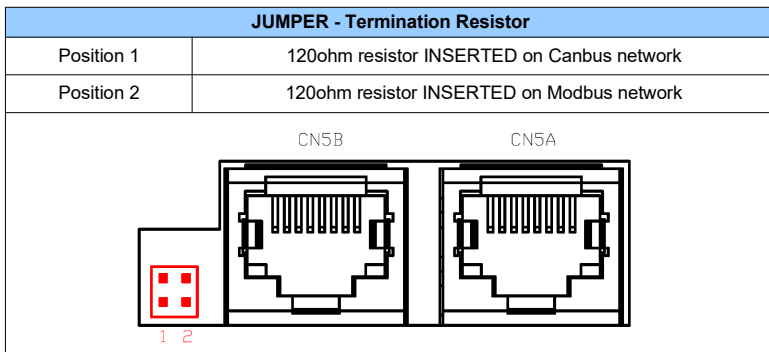 JUMPER - Termination Resistor
Position 1 120ohm resistor INSERTED on Canbus network
Position 2 120ohm resistor INSERTED on Modbus network
CN5B CN5A
1 2